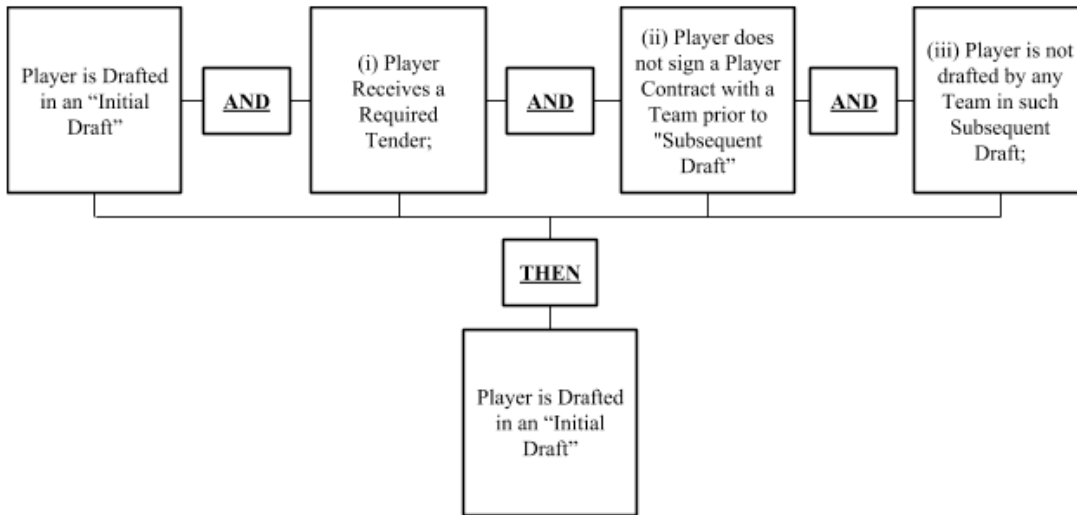 Player is Drafted
in an “Initial
Draft”
AND
(i) Player
Receives a
Required
Tender;
AND
(ii) Player does
not sign a Player
Contract with a
Team prior to
"Subsequent
Draft”
AND
(iii) Player is not
drafted by any
Team in such
Subsequent
Draft;
THEN
Player is Drafted
in an “Initial
Draft”